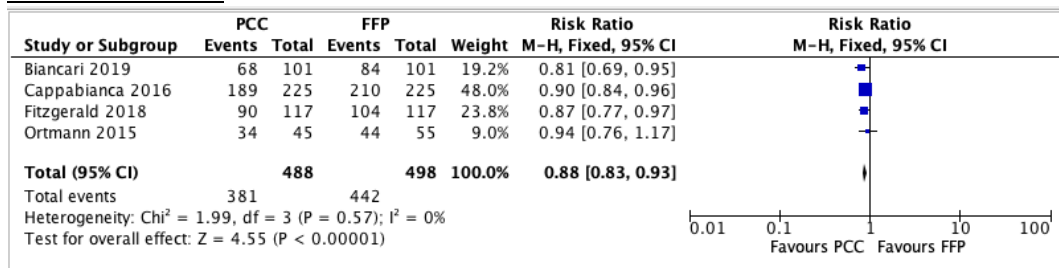 PCC FFP Risk Ratio Risk Ratio
Study or Subgroup Events Total Events Total Weight M-H, Fixed, 95% CI M-H, Fixed, 95% CI
Biancari 2019 68 101 84 101 19.2% 0.81 [0.69, 0.95]
Cappabianca 2016 189 225 210 225 48.0% 0.90 [0.84, 0.96]
Fitzgerald 2018 90 117 104 117 23.8% 0.87 [0.77, 0.97]
Ortmann 2015 34 45 44 55 9.0% 0.94 [0.76, 1.17]
Total (95% CI) 488 498 100.0% 0.88 [0.83, 0.93]
Total events 381 442
Heterogeneity: Chi² = 1.99, df = 3 (P = 0.57); I² = 0%
Test for overall effect: Z = 4.55 (P < 0.00001)
0.01 0.1 1 10 100
Favours PCC Favours FFP